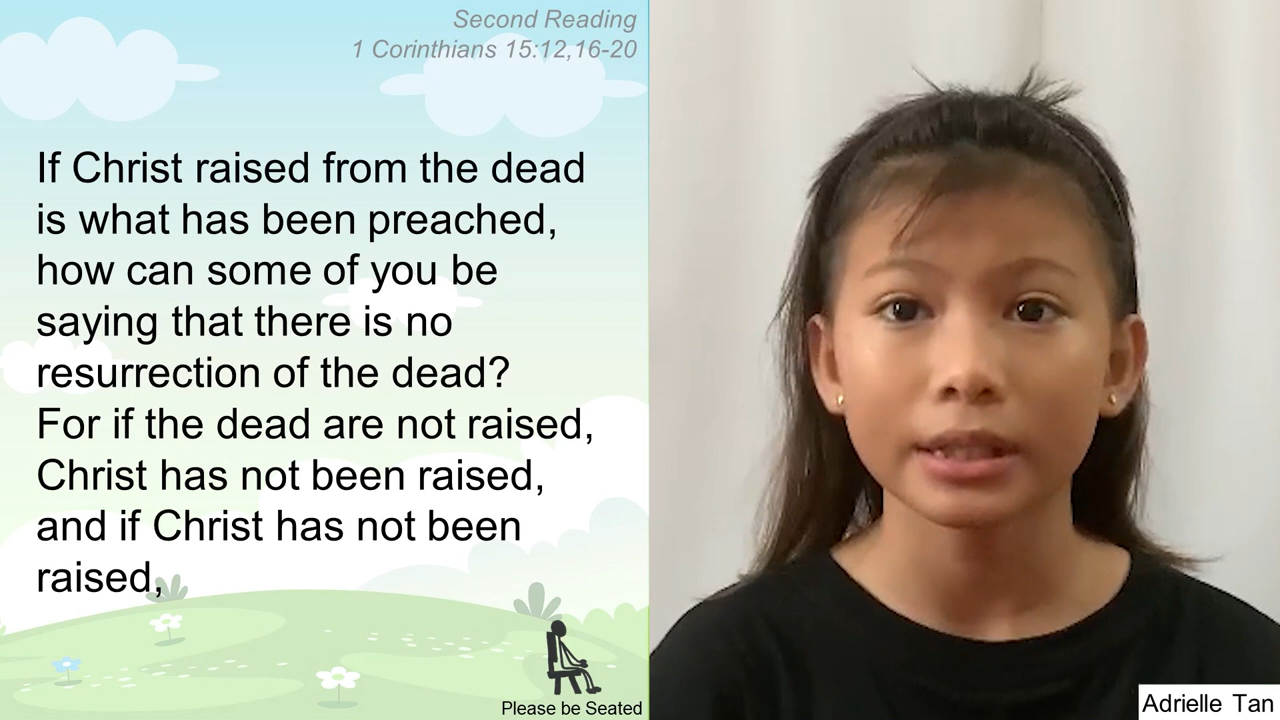 Second Reading
1 Corinthians 15:12,16-20
If Christ raised from the dead
is what has been preached,
how can some of you be
saying that there is no
resurrection of the dead?
For if the dead are not raised,
Christ has not been raised,
and if Christ has not been
raised,
Please be Seated
Adrielle Tan